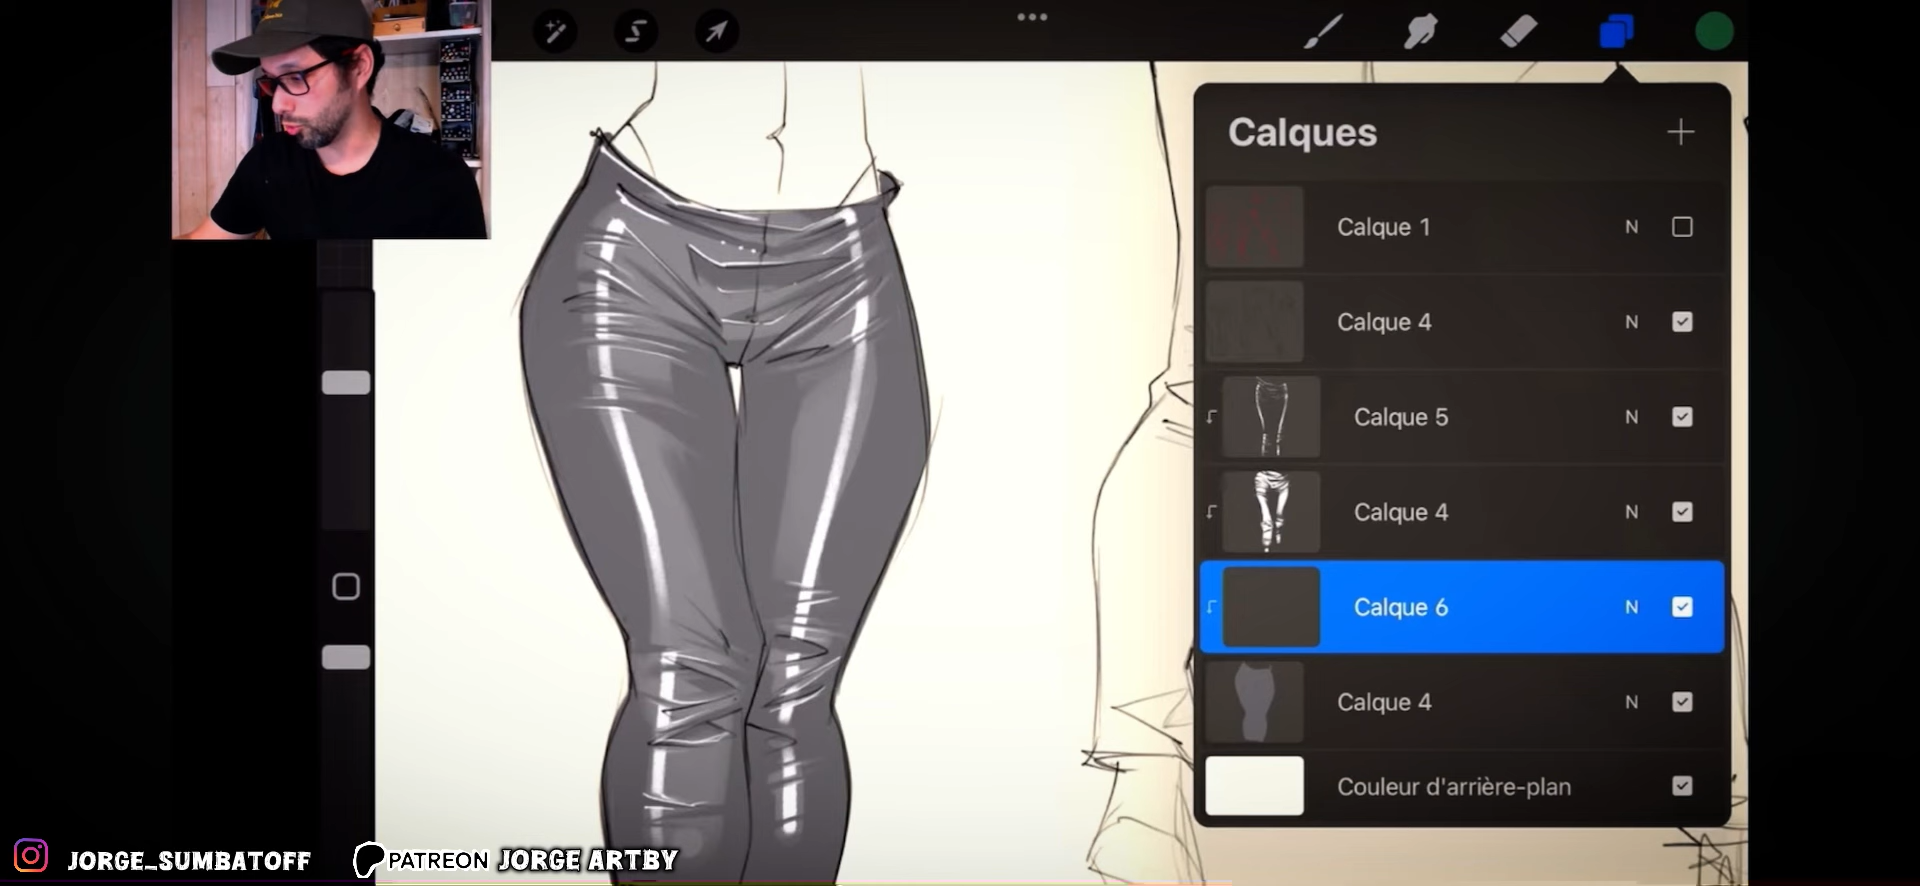 Calques
Calque 1 N
Calque 4 N
Calque 5 N
Calque 4 N
Calque 6 N
Calque 4 N
Couleur d'arrière-plan
JORGE_SUMBATOFF PATREON JORGE ARTBY